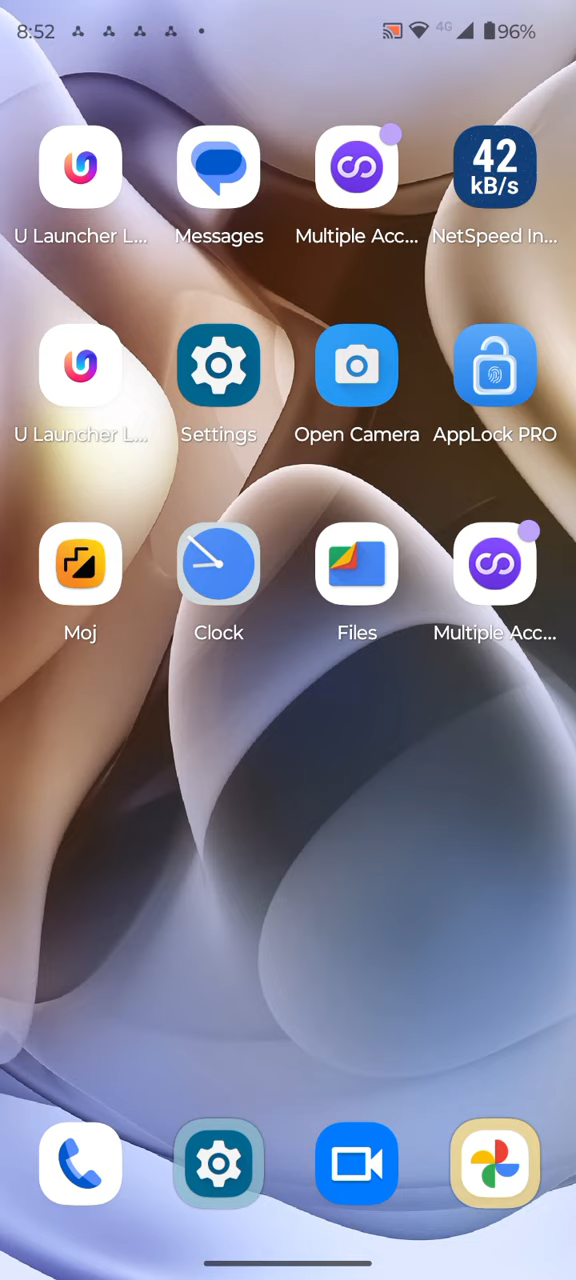 8:52
4G
96%
42
kB/s
U Launcher L...
Messages
Multiple Acc...
NetSpeed In...
U Launcher L...
Settings
Open Camera
AppLock PRO
Moj
Clock
Files
Multiple Acc...